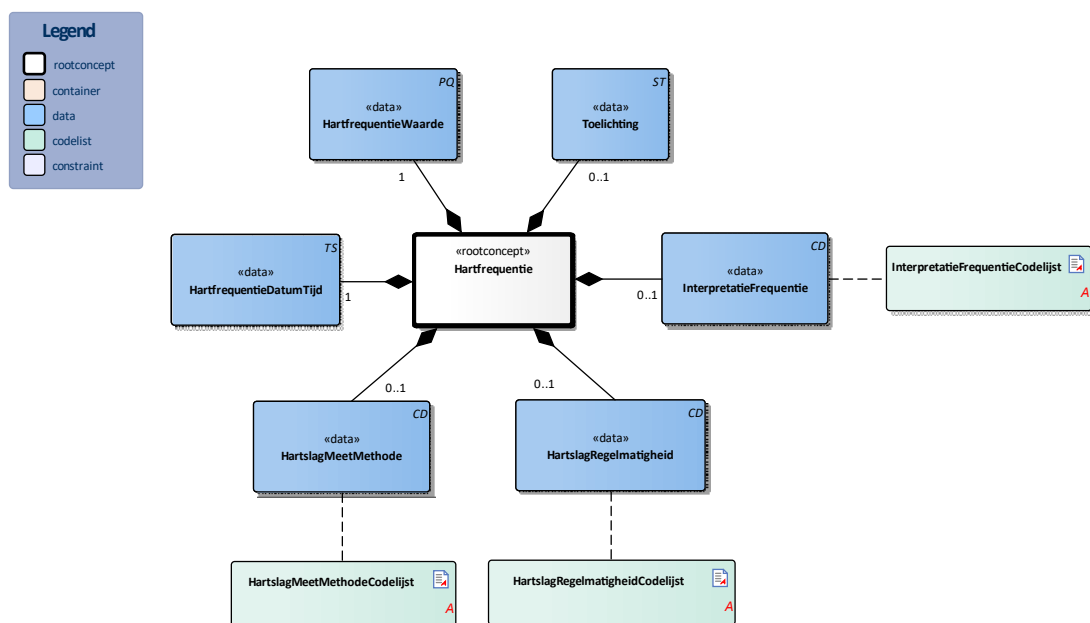 Legend
rootconcept
container
data
codelist
constraint
PQ
«data»
HartfrequentieWaarde
ST
«data»
Toelichting
1
0..1
«rootconcept»
Hartfrequentie
TS
«data»
HartfrequentieDatumTijd
1
CD
«data»
InterpretatieFrequentie
0..1
InterpretatieFrequentieCodelijst
A
0..1
0..1
CD
«data»
HartslagMeetMethode
CD
«data»
HartslagRegelmatigheid
HartslagMeetMethodeCodelijst
A
HartslagRegelmatigheidCodelijst
A